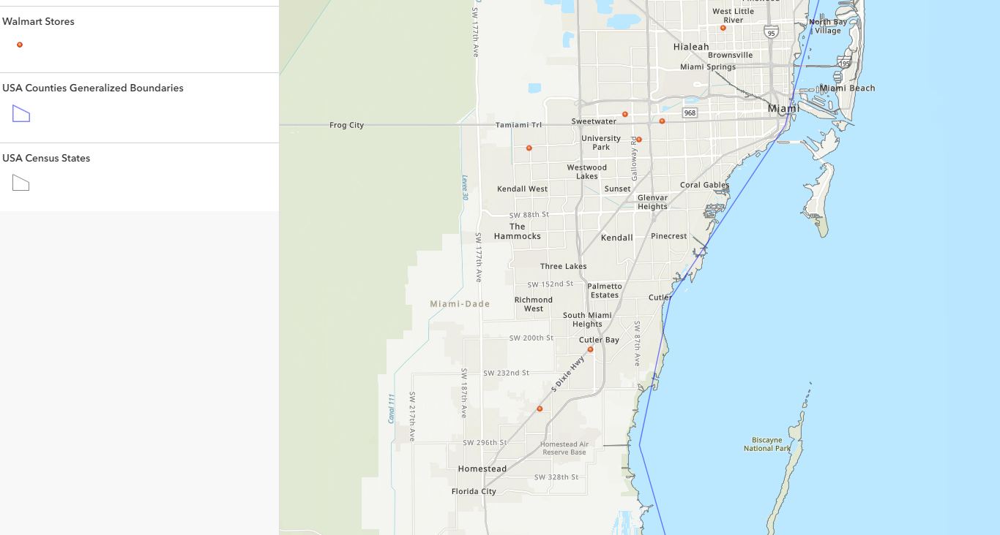 Walmart Stores
USA Counties Generalized Boundaries
USA Census States
SW 177th Ave
West Little
River
95
North Bay
Village
Hialeah
Brownsville
Miami Springs
195
Miami Beach
Miami
968
Sweetwater
Frog City
Tamiami Trl
University
Park
Galloway Rd
Westwood
Lakes
Levee 30
Kendall West
Sunset
Coral Gables
Glenvar
Heights
SW 88th St
The
Hammocks
Kendall
Pinecrest
SW 177th Ave
Three Lakes
SW 152nd St
Palmetto
Estates
Cutler
Richmond
West
Miami-Dade
South Miami
Heights
SW 200th St
Cutler Bay
SW 87th Ave
S Dixie Hwy
SW 232nd St
SW 187th Ave
SW 217th Ave
Canal 111
SW 296th St
Homestead Air
Reserve Base
Biscayne
National Park
Homestead
SW 328th St
Florida City